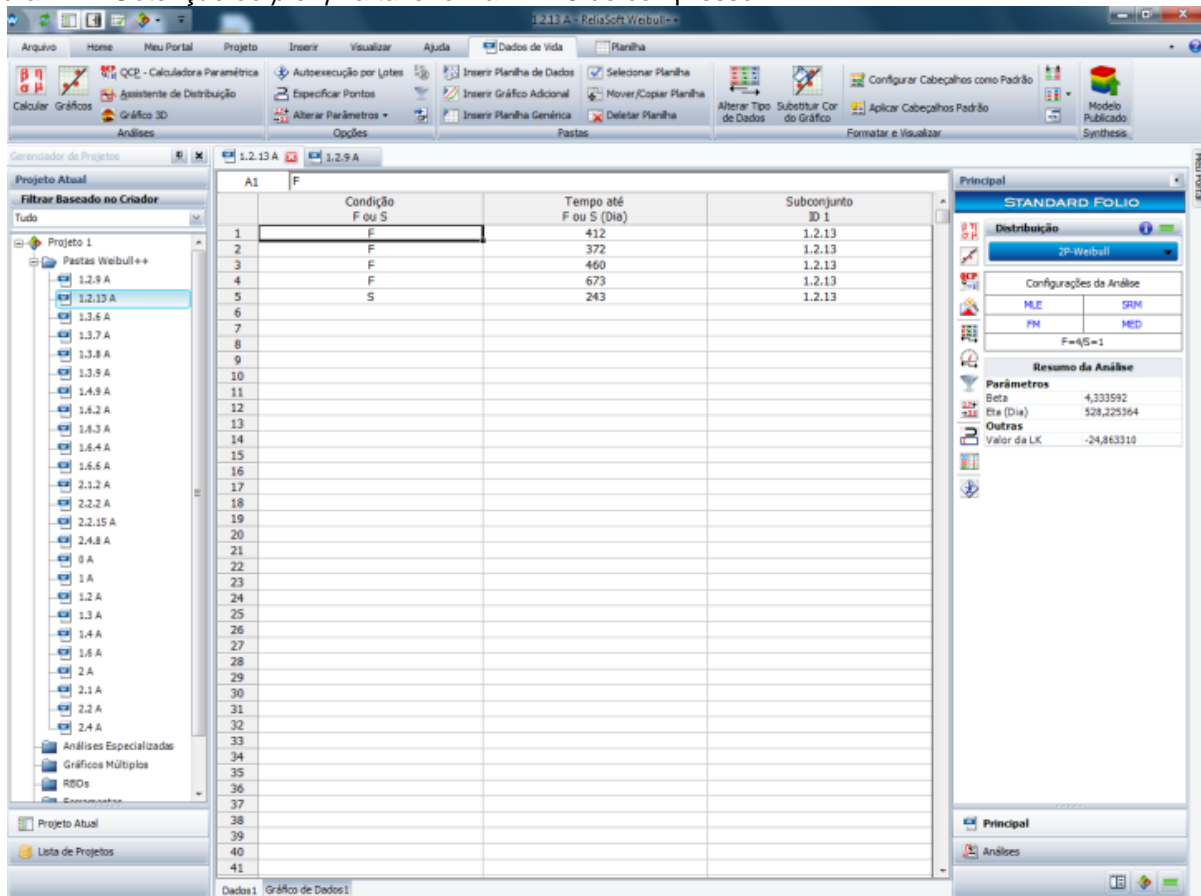 1.2.13 A - ReliaSoft Weibull++
Arquivo Home Meu Portal Projeto Inserir Visualizar Ajuda Dados de Vida Planilha
Calcular
Gráficos
QCP - Calculadora Paramétrica
Assistente de Distribuição
Gráfico 3D
Análises
Autoexecução por Lotes
Especificar Pontos
Alterar Parâmetros
Opções
Inserir Planilha de Dados
Inserir Gráfico Adicional
Inserir Planilha Genérica
Selecionar Planilha
Mover/Copiar Planilha
Deletar Planilha
Pastas
Alterar Tipo
de Dados
Substituir Cor
do Gráfico
Configurar Cabeçalhos como Padrão
Aplicar Cabeçalhos Padrão
Formatar e Visualizar
Modelo
Publicado
Synthesis
Gerenciador de Projetos
Projeto Atual
Filtrar Baseado no Criador
Tudo
Projeto 1
Pastas Weibull++
1.2.9 A
1.2.13 A
1.3.6 A
1.3.7 A
1.3.8 A
1.3.9 A
1.4.9 A
1.6.2 A
1.6.3 A
1.6.4 A
1.6.6 A
2.1.2 A
2.2.2 A
2.2.15 A
2.4.8 A
0 A
1 A
1.2 A
1.3 A
1.4 A
1.6 A
2 A
2.1 A
2.2 A
2.4 A
Análises Especializadas
Gráficos Múltiplos
RBDs
Projeto Atual
Lista de Projetos
1.2.13 A 1.2.9 A
A1 F
Condição Tempo até Subconjunto
F ou S F ou S (Dia) ID 1
1 F 412 1.2.13
2 F 372 1.2.13
3 F 460 1.2.13
4 F 673 1.2.13
5 S 243 1.2.13
6
7
8
9
10
11
12
13
14
15
16
17
18
19
20
21
22
23
24
25
26
27
28
29
30
31
32
33
34
35
36
37
38
39
40
41
Dados1 Gráfico de Dados1
Principal
STANDARD FOLIO
Distribuição
2P-Weibull
Configurações da Análise
MLE SRM
FM MED
F=4/S=1
Resumo da Análise
Parâmetros
Beta 4,333592
Eta (Dia) 528,225364
Outras
Valor da LK -24,863310
Principal
Análises
Meu Portal